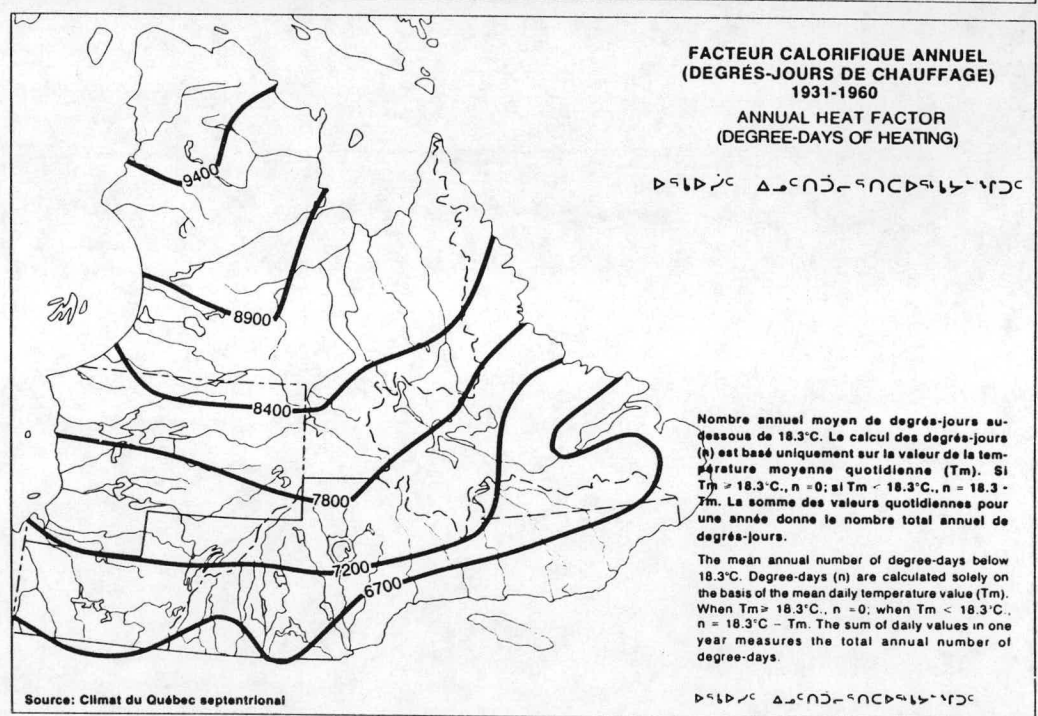 FACTEUR CALORIFIQUE ANNUEL
(DEGRÉS-JOURS DE CHAUFFAGE)
1931-1960
ANNUAL HEAT FACTOR
(DEGREE-DAYS OF HEATING)
9400
8900
8400
7800
7200
6700
Nombre annuel moyen de degrés-jours au-
dessous de 18.3°C. Le calcul des degrés-jours
(n) est basé uniquement sur la valeur de la tem-
pérature moyenne quotidienne (Tm). Si
Tm ≥ 18.3°C., n =0; si Tm < 18.3°C., n = 18.3 -
Tm. La somme des valeurs quotidiennes pour
une année donne le nombre total annuel de
degrés-jours.
The mean annual number of degree-days below
18.3°C. Degree-days (n) are calculated solely on
the basis of the mean daily temperature value (Tm).
When Tm≥ 18.3°C., n =0; when Tm < 18.3°C.,
n = 18.3°C – Tm. The sum of daily values in one
year measures the total annual number of
degree-days.
Source: Climat du Québec septentrional